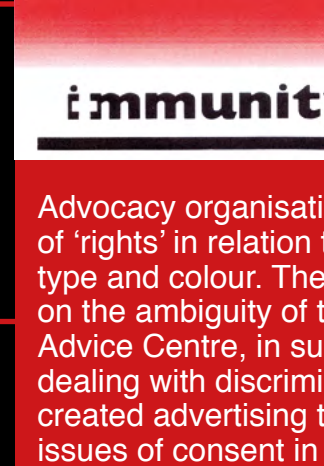 immunit
Advocacy organisati
of ‘rights’ in relation t
type and colour. The
on the ambiguity of t
Advice Centre, in su
dealing with discrimi
created advertising t
issues of consent in